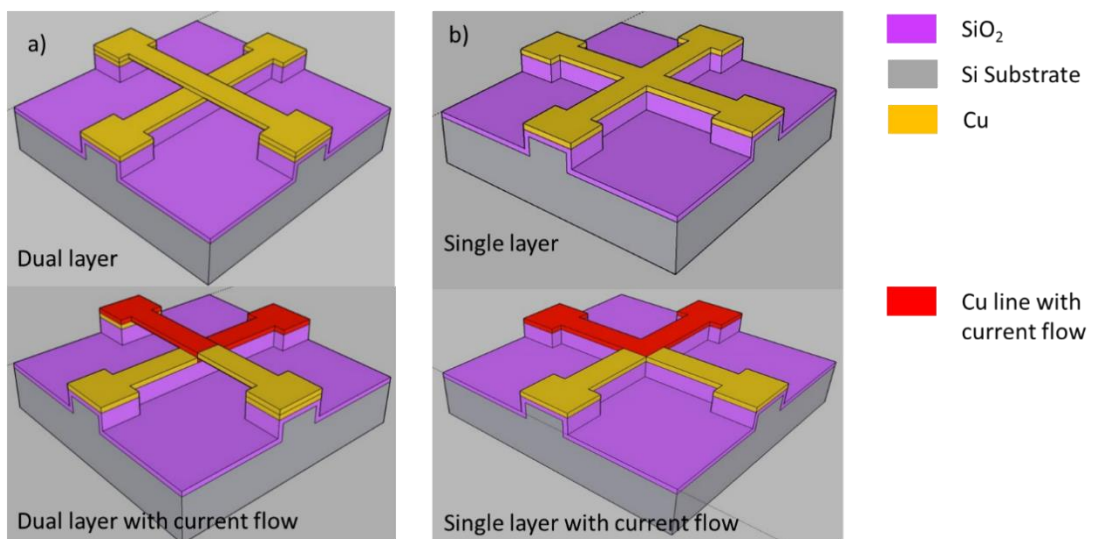 a)
Dual layer
b)
Single layer
SiO₂
Si Substrate
Cu
Dual layer with current flow
Single layer with current flow
Cu line with
current flow